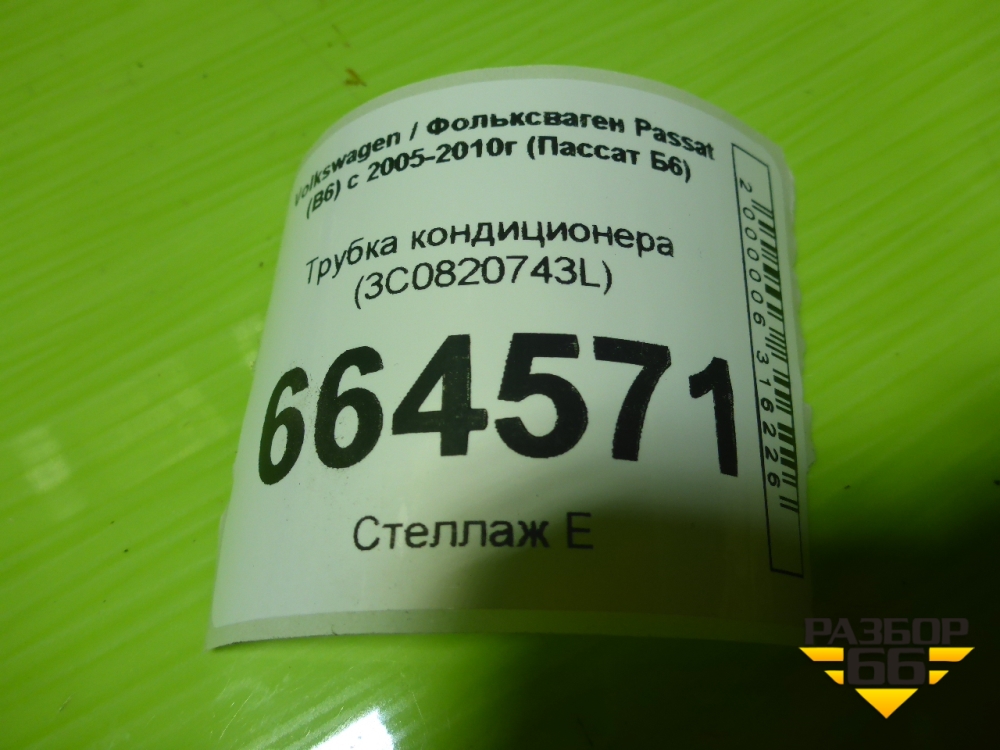 Volkswagen / Фольксваген Passat
(B6) с 2005-2010г (Пассат Б6)
Трубка кондиционера
(3C0820743L)
664571
Стеллаж Е
2000006316226
РАЗБОР
66